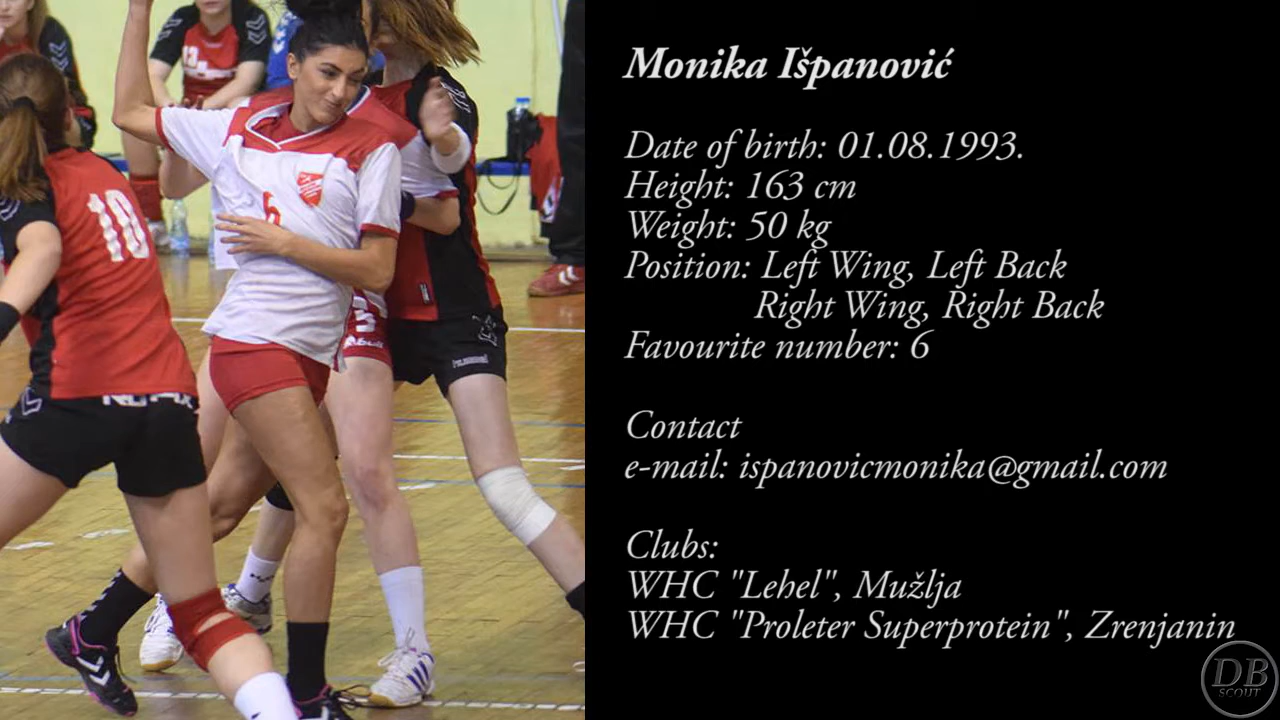 Monika Išpanović
Date of birth: 01.08.1993.
Height: 163 cm
Weight: 50 kg
Position: Left Wing, Left Back
Right Wing, Right Back
Favourite number: 6
Contact
e-mail: ispanovicmonika@gmail.com
Clubs:
WHC "Lehel", Mužlja
WHC "Proleter Superprotein", Zrenjanin
DB
SCOUT
10
6
3